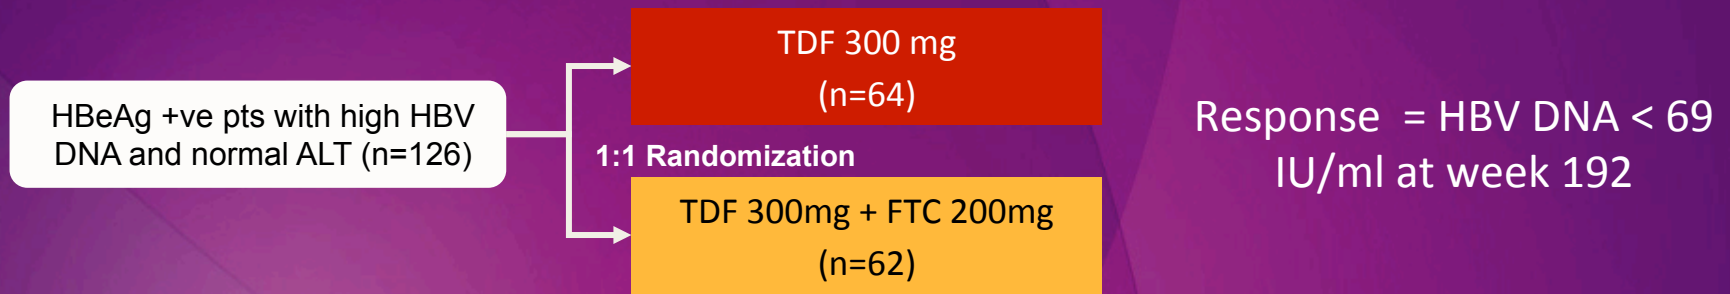 HBeAg +ve pts with high HBV
DNA and normal ALT (n=126)
TDF 300 mg
(n=64)
1:1 Randomization
TDF 300mg + FTC 200mg
(n=62)
Response = HBV DNA < 69
IU/ml at week 192